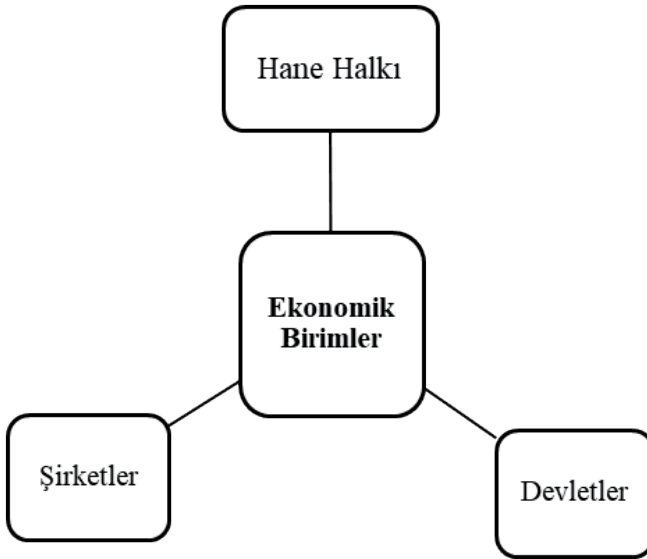 Hane Halkı
Ekonomik
Birimler
Şirketler
Devletler